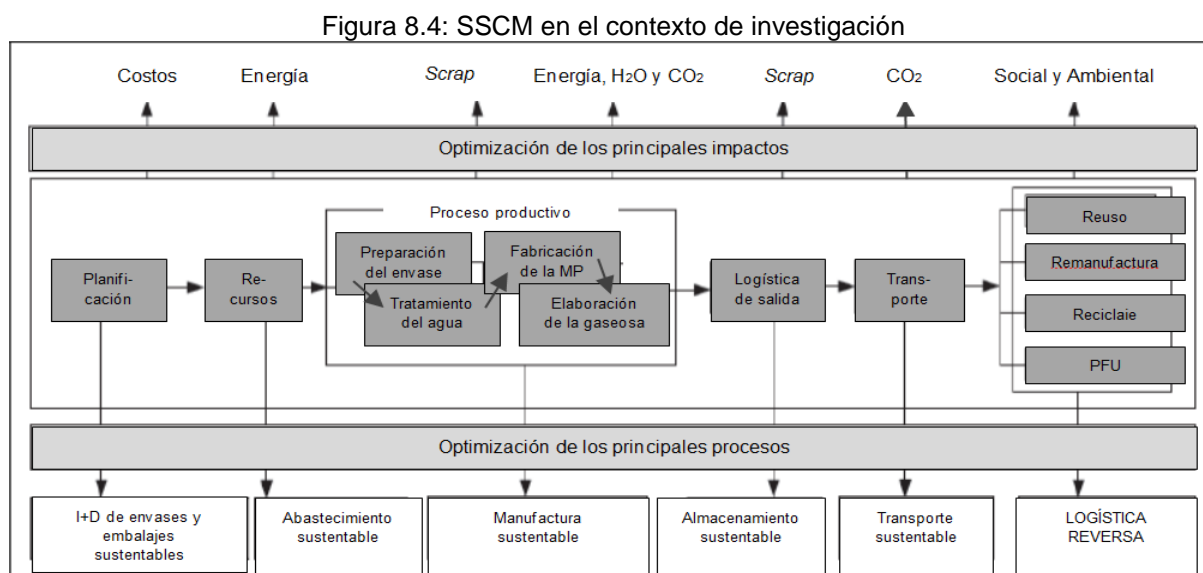 Figura 8.4: SSCM en el contexto de investigación
Costos
Energía
Scrap
Energía, H2O y CO2
Scrap
CO2
Social y Ambiental
Optimización de los principales impactos
Proceso productivo
Planifi-
cación
Re-
cursos
Preparación
del envase
Tratamiento
del agua
Fabricación
de la MP
Elaboración
de la gaseosa
Logística
de salida
Trans-
porte
Reuso
Remanufactura
Reciclaie
PFU
Optimización de los principales procesos
I+D de envases y
embalajes
sustentables
Abastecimiento
sustentable
Manufactura
sustentable
Almacenamiento
sustentable
Transporte
sustentable
LOGÍSTICA
REVERSA